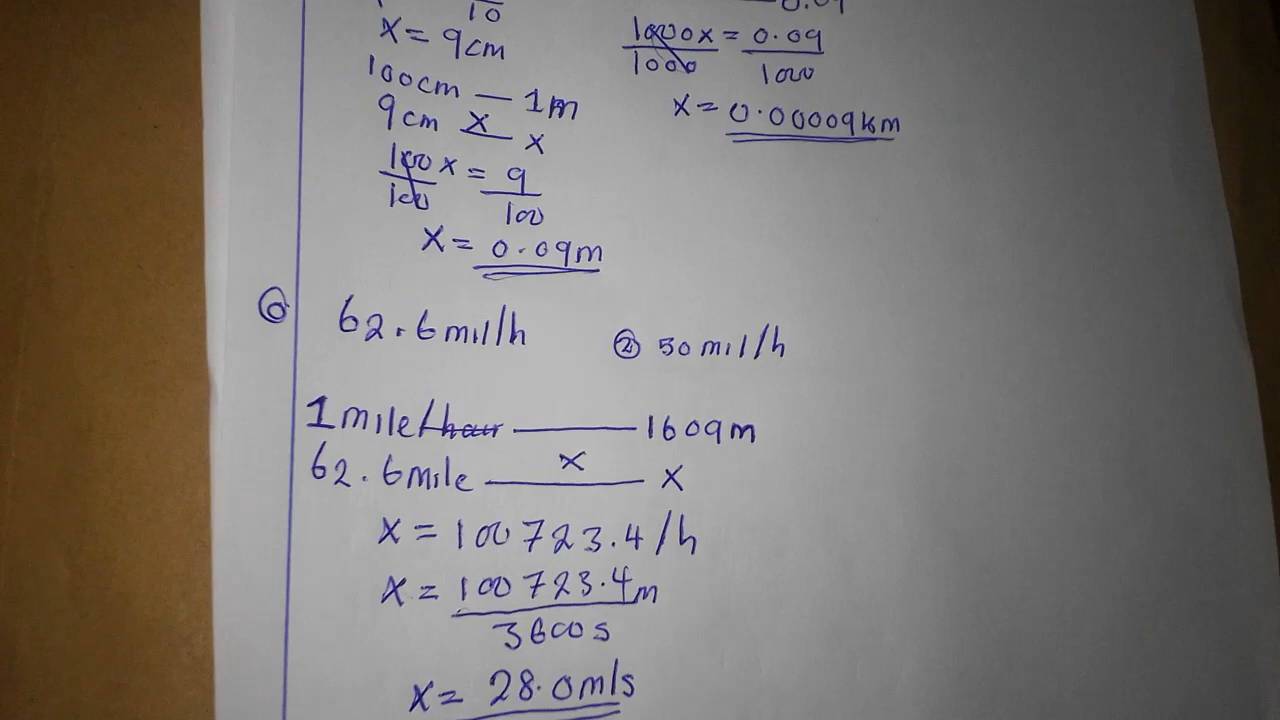 10
x = 9cm
100cm — 1m
9cm x x
100x = 9
100 100
x = 0.09m
1000x = 0.09
1000 1000
x = 0.00009km
62.6mil/h
② 50mil/h
1mile/hour — 1609m
62.6mile x x
x = 100723.4/h
x = 100723.4m
3600s
x = 28.0m/s